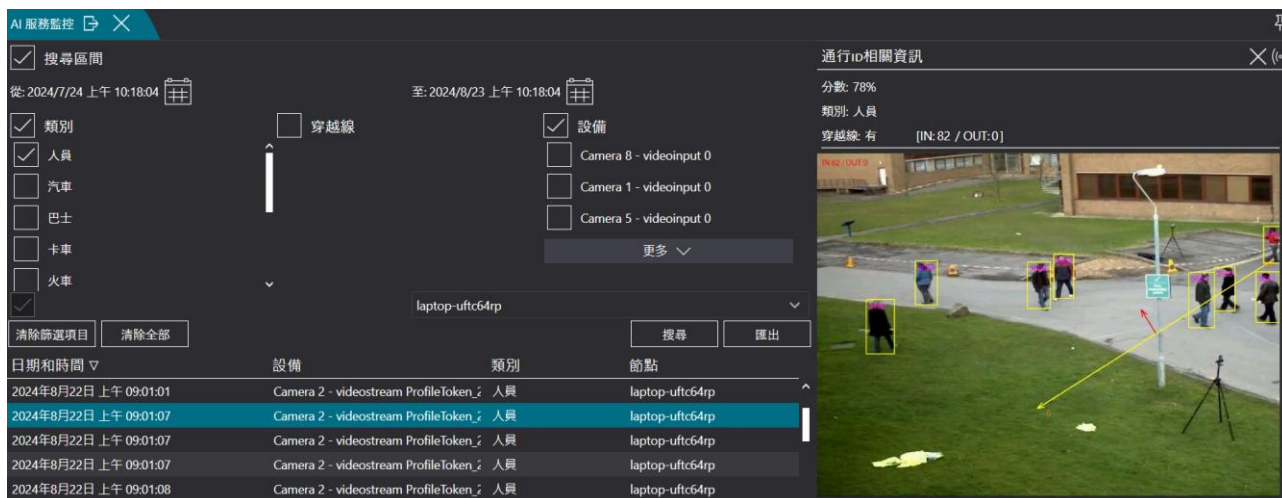 AI 服務監控
搜尋區間
從: 2024/7/24 上午 10:18:04
至: 2024/8/23 上午 10:18:04
類別
穿越線
設備
人員
汽車
巴士
卡車
火車
Camera 8 - videoinput 0
Camera 1 - videoinput 0
Camera 5 - videoinput 0
更多
laptop-uftc64rp
清除篩選項目
清除全部
搜尋
匯出
日期和時間 設備 類別 節點
2024年8月22日 上午 09:01:01 Camera 2 - videostream ProfileToken_2 人員 laptop-uftc64rp
2024年8月22日 上午 09:01:07 Camera 2 - videostream ProfileToken_2 人員 laptop-uftc64rp
2024年8月22日 上午 09:01:07 Camera 2 - videostream ProfileToken_2 人員 laptop-uftc64rp
2024年8月22日 上午 09:01:07 Camera 2 - videostream ProfileToken_2 人員 laptop-uftc64rp
2024年8月22日 上午 09:01:08 Camera 2 - videostream ProfileToken_2 人員 laptop-uftc64rp
通行ID相關資訊
分數: 78%
類別: 人員
穿越線: 有 [IN: 82 / OUT:0]
IN 82 / OUT 0